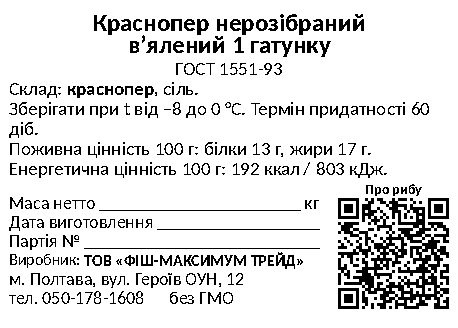 Краснопер нерозібраний
в’ялений 1 гатунку
ГОСТ 1551-93
Склад: краснопер, сіль.
Зберігати при t від –8 до 0 °С. Термін придатності 60
діб.
Поживна цінність 100 г: білки 13 г, жири 17 г.
Енергетична цінність 100 г: 192 ккал / 803 кДж.
Про рибу
Маса нетто ______________________ кг
Дата виготовлення __________________
Партія № __________________________
Виробник: ТОВ «ФІШ-МАКСИМУМ ТРЕЙД»
м. Полтава, вул. Героїв ОУН, 12
тел. 050-178-1608 без ГМО